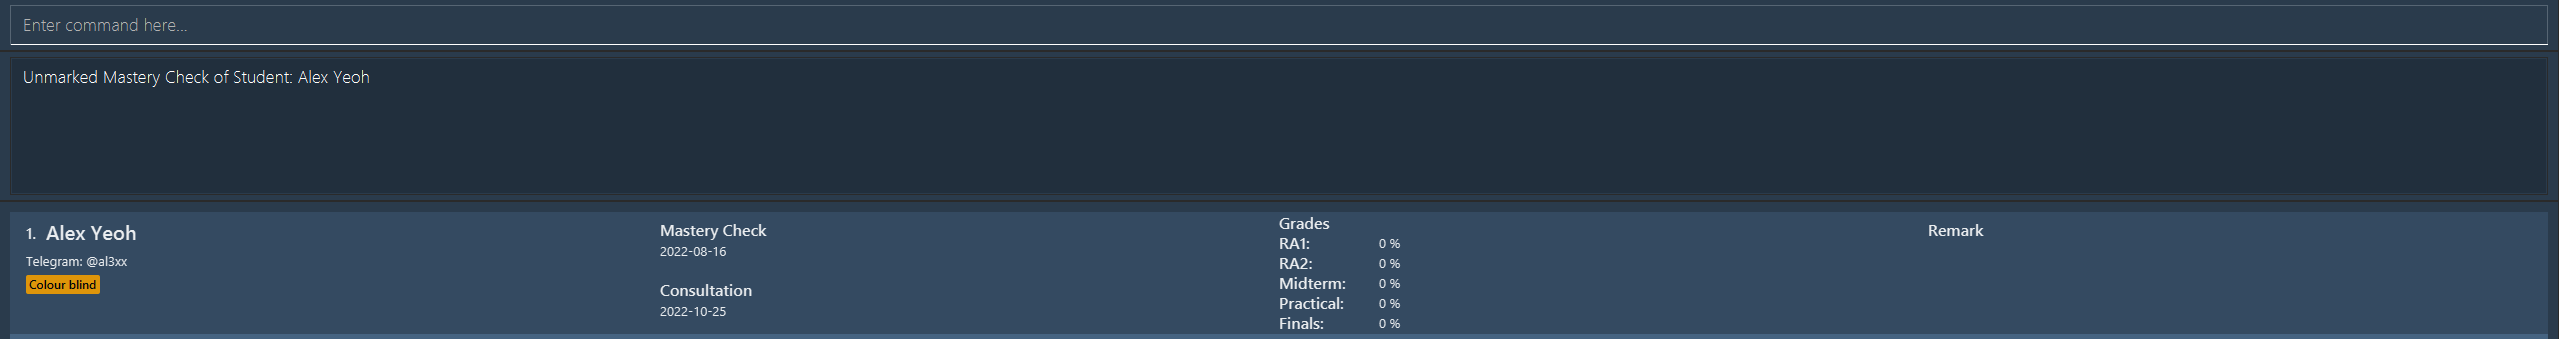 Enter command here...
Unmarked Mastery Check of Student: Alex Yeoh
1. Alex Yeoh
Telegram: @al3xx
Colour blind
Mastery Check
2022-08-16
Consultation
2022-10-25
Grades
RA1: 0 %
RA2: 0 %
Midterm: 0 %
Practical: 0 %
Finals: 0 %
Remark